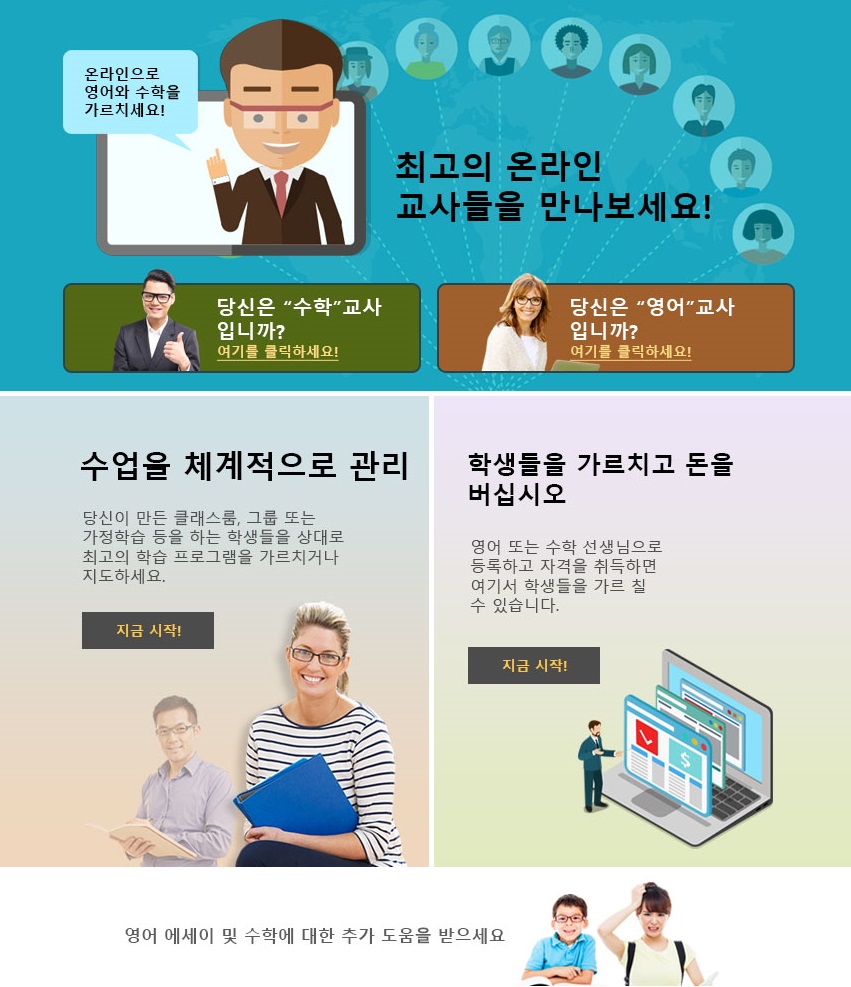 온라인으로
영어와 수학을
가르치세요!
최고의 온라인
교사들을 만나보세요!
당신은 “수학”교사
입니까?
여기를 클릭하세요!
당신은 “영어”교사
입니까?
여기를 클릭하세요!
수업을 체계적으로 관리
당신이 만든 클래스룸, 그룹 또는
가정학습 등을 하는 학생들을 상대로
최고의 학습 프로그램을 가르치거나
지도하세요.
지금 시작!
학생들을 가르치고 돈을
버십시오
영어 또는 수학 선생님으로
등록하고 자격을 취득하면
여기서 학생들을 가르 칠
수 있습니다.
지금 시작!
$
영어 에세이 및 수학에 대한 추가 도움을 받으세요